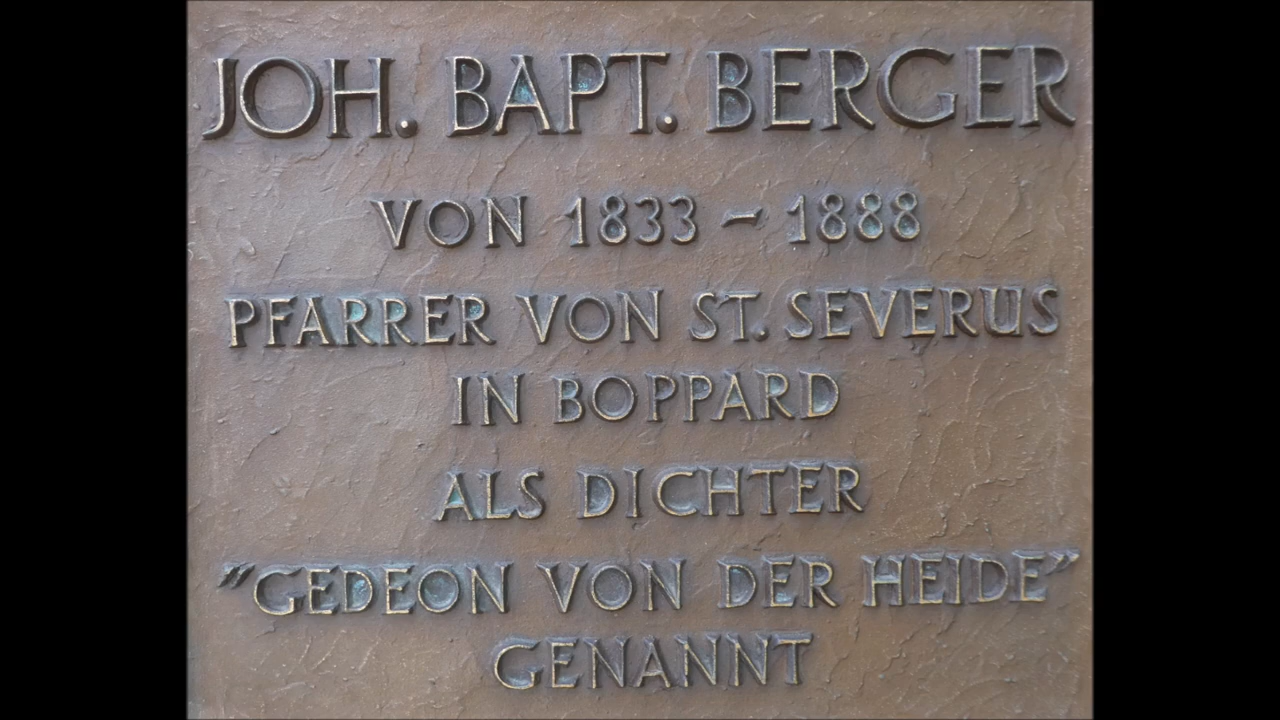 JOH. BAPT. BERGER
VON 1833 - 1888
PFARRER VON ST. SEVERUS
IN BOPPARD
ALS DICHTER
"GEDEON VON DER HEIDE"
GENANNT